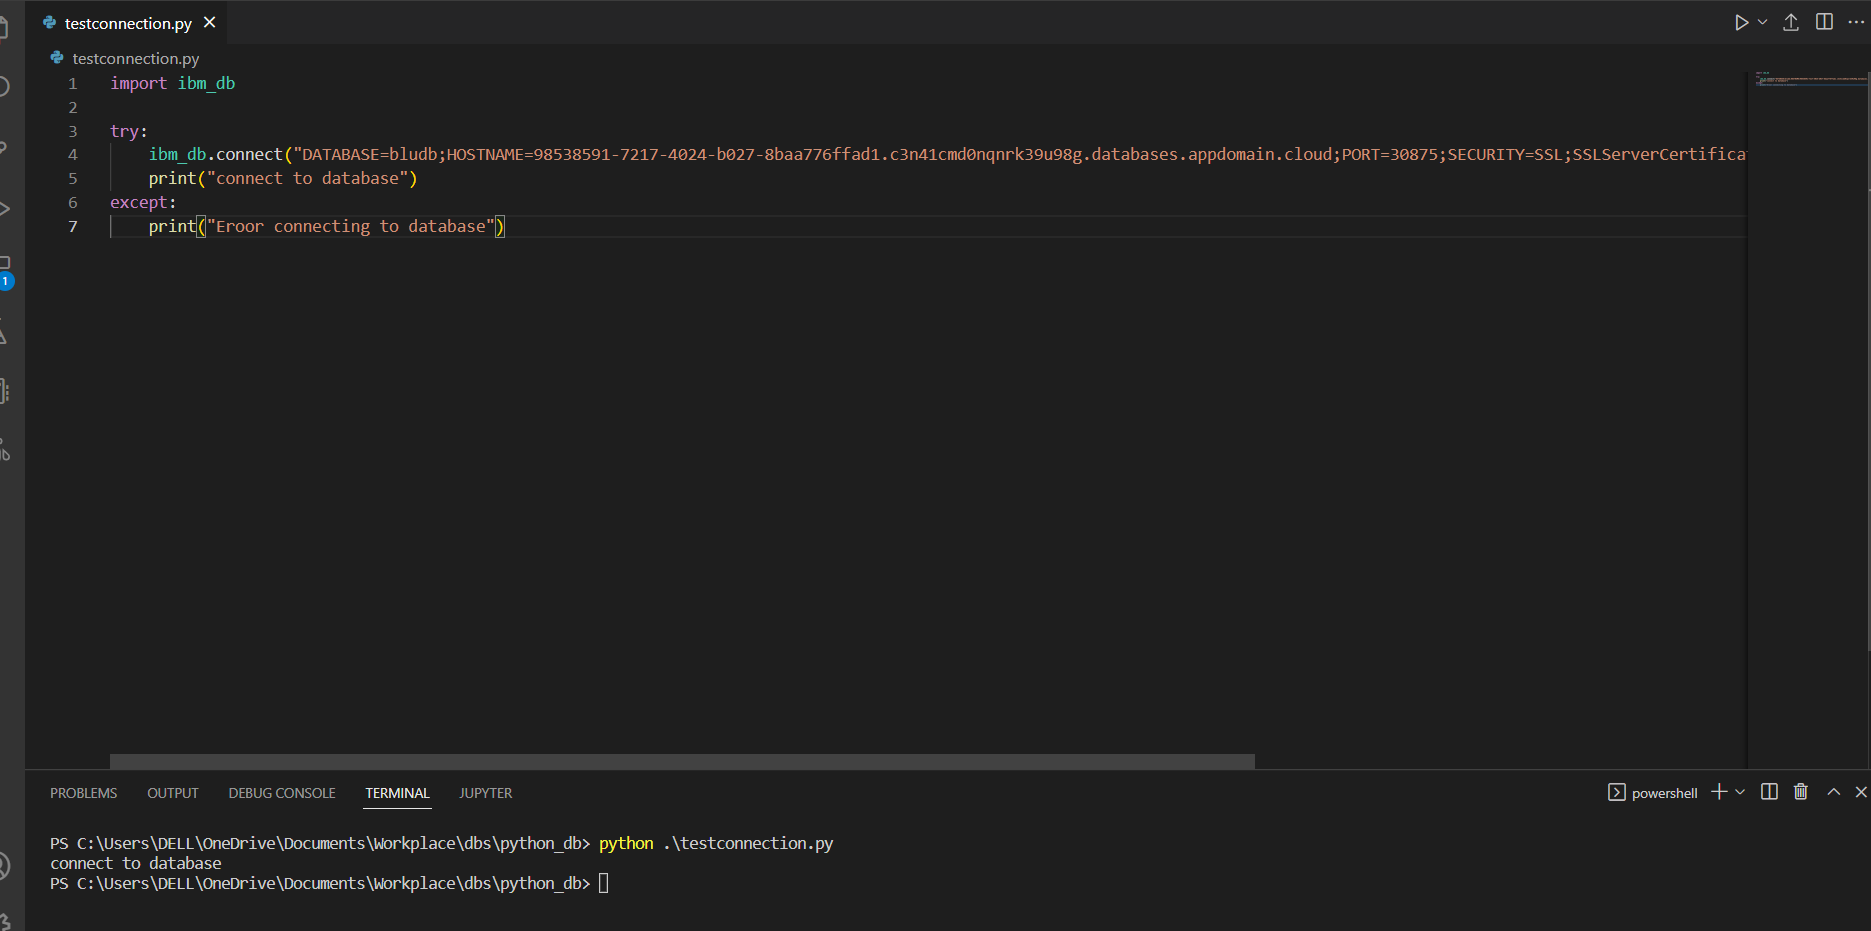 testconnection.py
testconnection.py
1 import ibm_db
2
3 try:
4 ibm_db.connect("DATABASE=bludb;HOSTNAME=98538591-7217-4024-b027-8baa776ffad1.c3n41cmd0nqnrk39u98g.databases.appdomain.cloud;PORT=30875;SECURITY=SSL;SSLServerCertifica
5 print("connect to database")
6 except:
7 print("Eroor connecting to database")
1
PROBLEMS OUTPUT DEBUG CONSOLE TERMINAL JUPYTER powershell
PS C:\Users\DELL\OneDrive\Documents\Workplace\dbs\python_db> python .\testconnection.py
connect to database
PS C:\Users\DELL\OneDrive\Documents\Workplace\dbs\python_db>